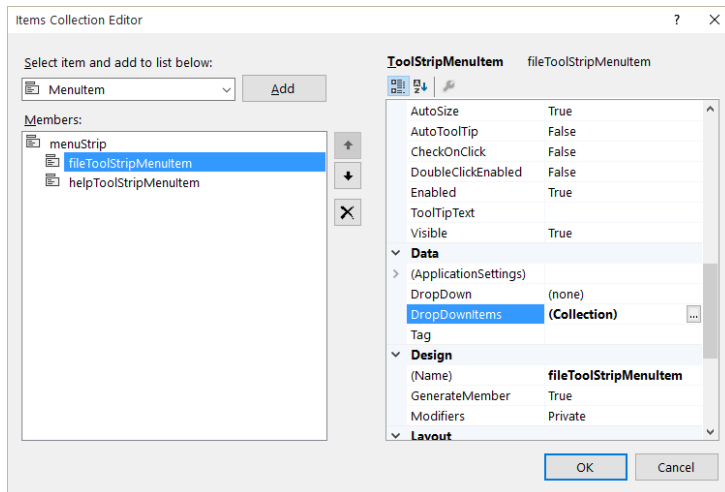 Items Collection Editor
?
Select item and add to list below:
MenuItem
Add
Members:
menuStrip
fileToolStripMenuItem
helpToolStripMenuItem
ToolStripMenuItem fileToolStripMenuItem
AutoSize True
AutoToolTip False
CheckOnClick False
DoubleClickEnabled False
Enabled True
ToolTipText
Visible True
Data
(ApplicationSettings)
DropDown (none)
DropDownItems (Collection) ...
Tag
Design
(Name) fileToolStripMenuItem
GenerateMember True
Modifiers Private
Layout
OK Cancel